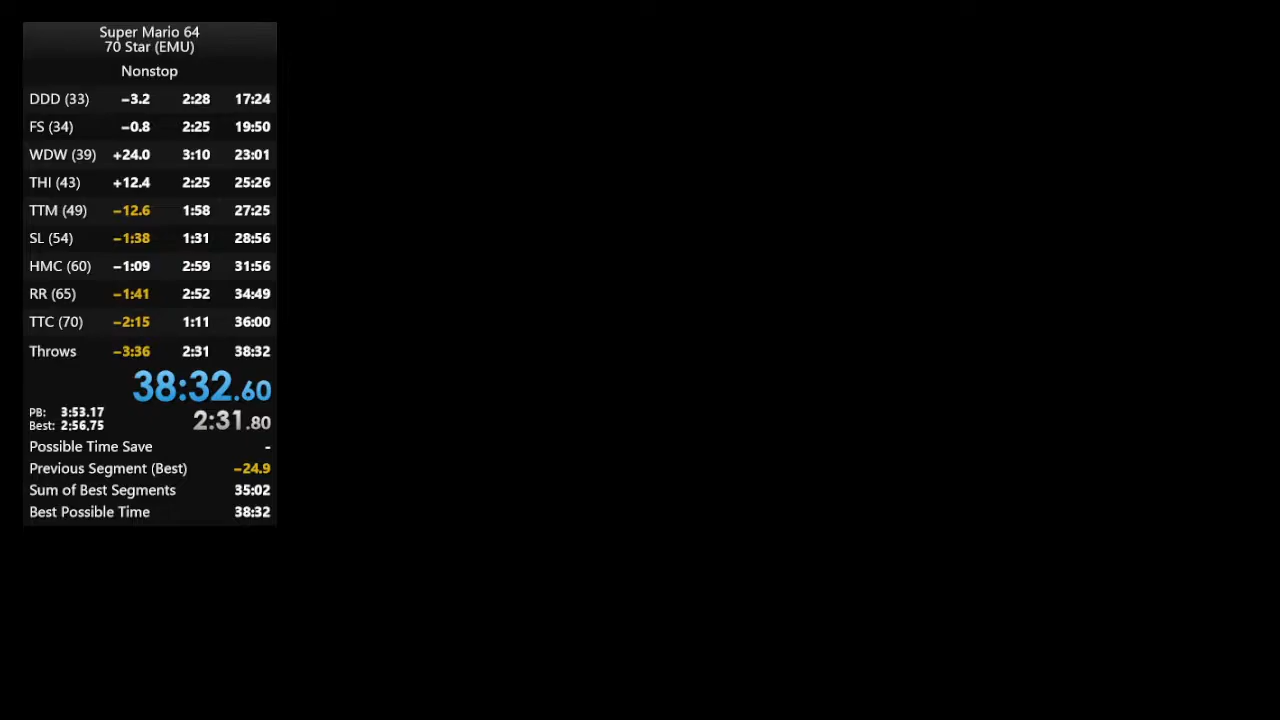 Super Mario 64
70 Star (EMU)
Nonstop
DDD (33) −3.2 2:28 17:24
FS (34) −0.8 2:25 19:50
WDW (39) +24.0 3:10 23:01
THI (43) +12.4 2:25 25:26
TTM (49) −12.6 1:58 27:25
SL (54) −1:38 1:31 28:56
HMC (60) −1:09 2:59 31:56
RR (65) −1:41 2:52 34:49
TTC (70) −2:15 1:11 36:00
Throws −3:36 2:31 38:32
38:32.60
PB: 3:53.17
Best: 2:56.75
2:31.80
Possible Time Save -
Previous Segment (Best) −24.9
Sum of Best Segments 35:02
Best Possible Time 38:32